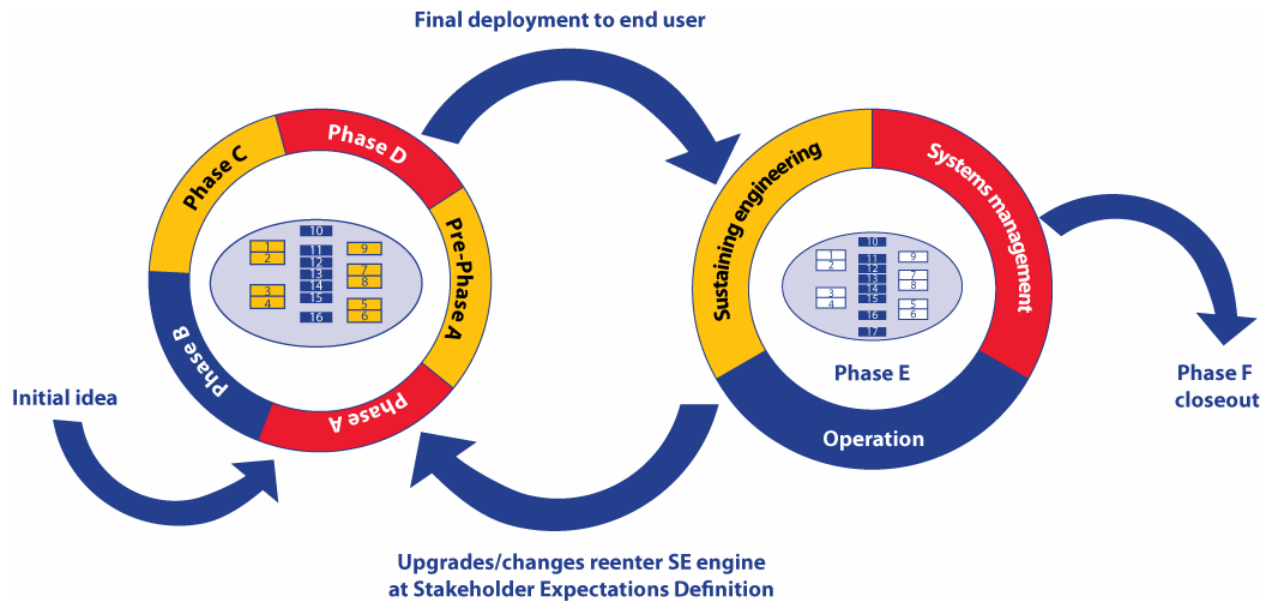 Final deployment to end user
Phase D
Phase C
Pre-Phase A
Phase B
Phase A
10
1
2
11
12
13
14
15
9
7
8
3
4
5
6
16
Initial idea
Sustaining engineering
Systems management
10
1
2
11
12
13
14
15
9
7
8
3
4
5
6
16
17
Phase E
Operation
Phase F
closeout
Upgrades/changes reenter SE engine
at Stakeholder Expectations Definition